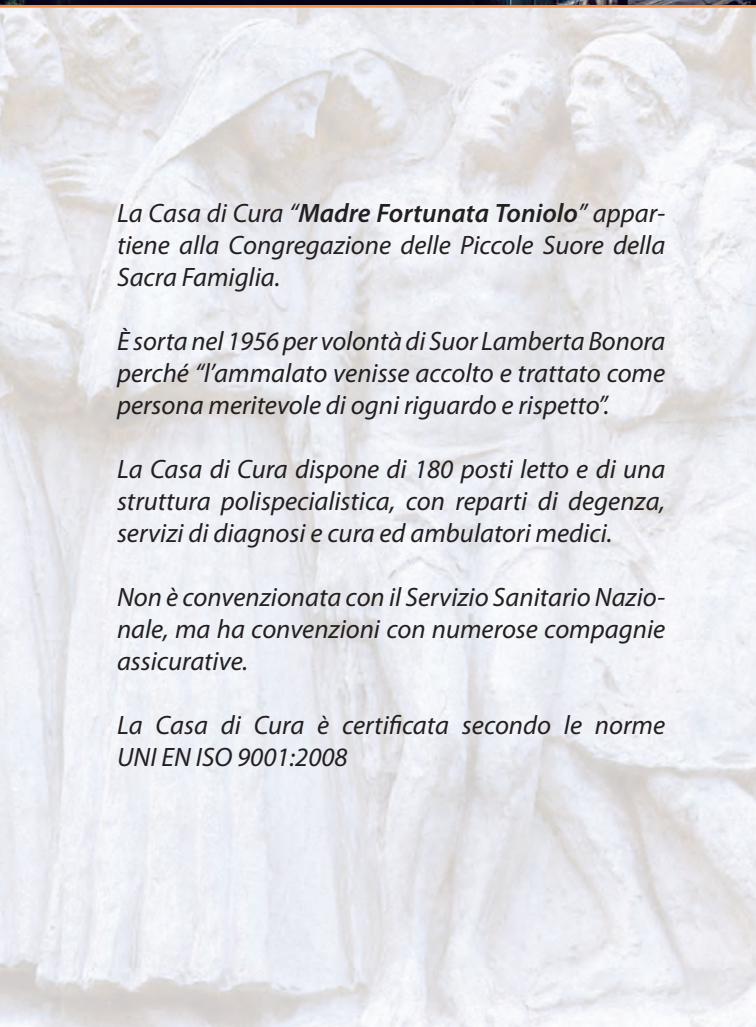 La Casa di Cura “Madre Fortunata Toniolo” appar-
tiene alla Congregazione delle Piccole Suore della
Sacra Famiglia.
È sorta nel 1956 per volontà di Suor Lamberta Bonora
perché “l’ammalato venisse accolto e trattato come
persona meritevole di ogni riguardo e rispetto”.
La Casa di Cura dispone di 180 posti letto e di una
struttura polispecialistica, con reparti di degenza,
servizi di diagnosi e cura ed ambulatori medici.
Non è convenzionata con il Servizio Sanitario Nazio-
nale, ma ha convenzioni con numerose compagnie
assicurative.
La Casa di Cura è certificata secondo le norme
UNI EN ISO 9001:2008